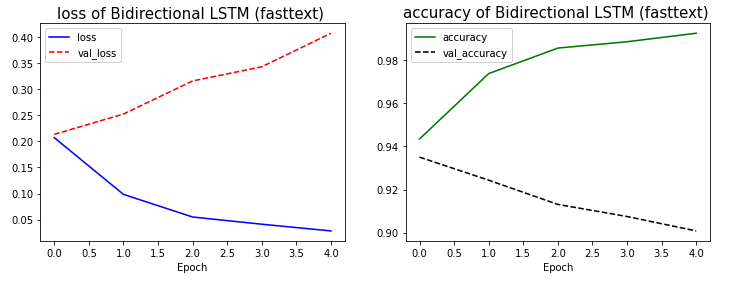 loss of Bidirectional LSTM (fasttext)
loss
val_loss
0.40
0.35
0.30
0.25
0.20
0.15
0.10
0.05
0.0 0.5 1.0 1.5 2.0 2.5 3.0 3.5 4.0
Epoch
accuracy of Bidirectional LSTM (fasttext)
accuracy
val_accuracy
0.98
0.96
0.94
0.92
0.90
0.0 0.5 1.0 1.5 2.0 2.5 3.0 3.5 4.0
Epoch